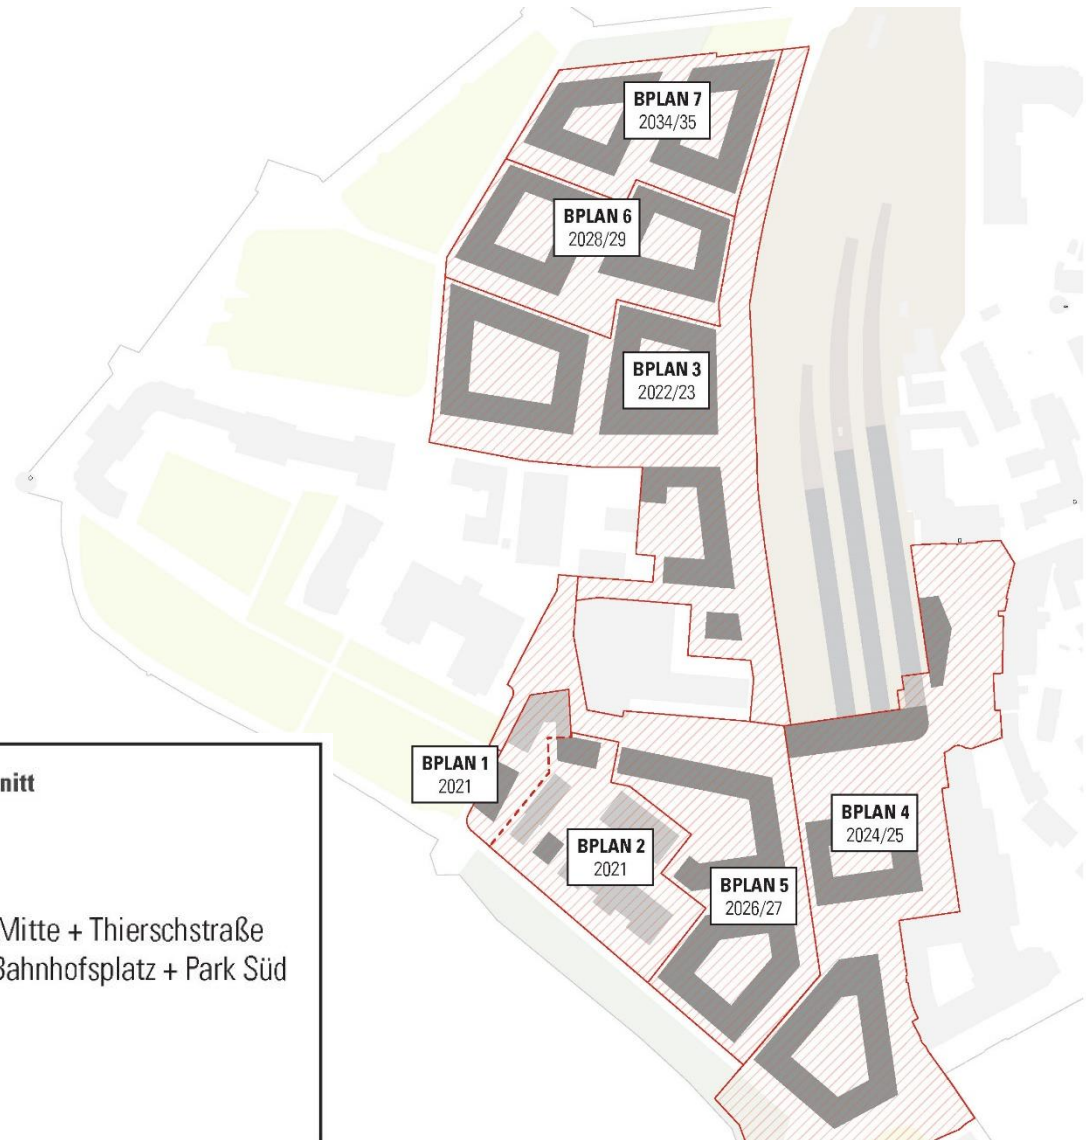 BPLAN 7
2034/35
BPLAN 6
2028/29
BPLAN 3
2022/23
BPLAN 1
2021
BPLAN 2
2021
BPLAN 4
2024/25
BPLAN 5
2026/27
nitt
Mitte + Thierschstraße
Bahnhofsplatz + Park Süd